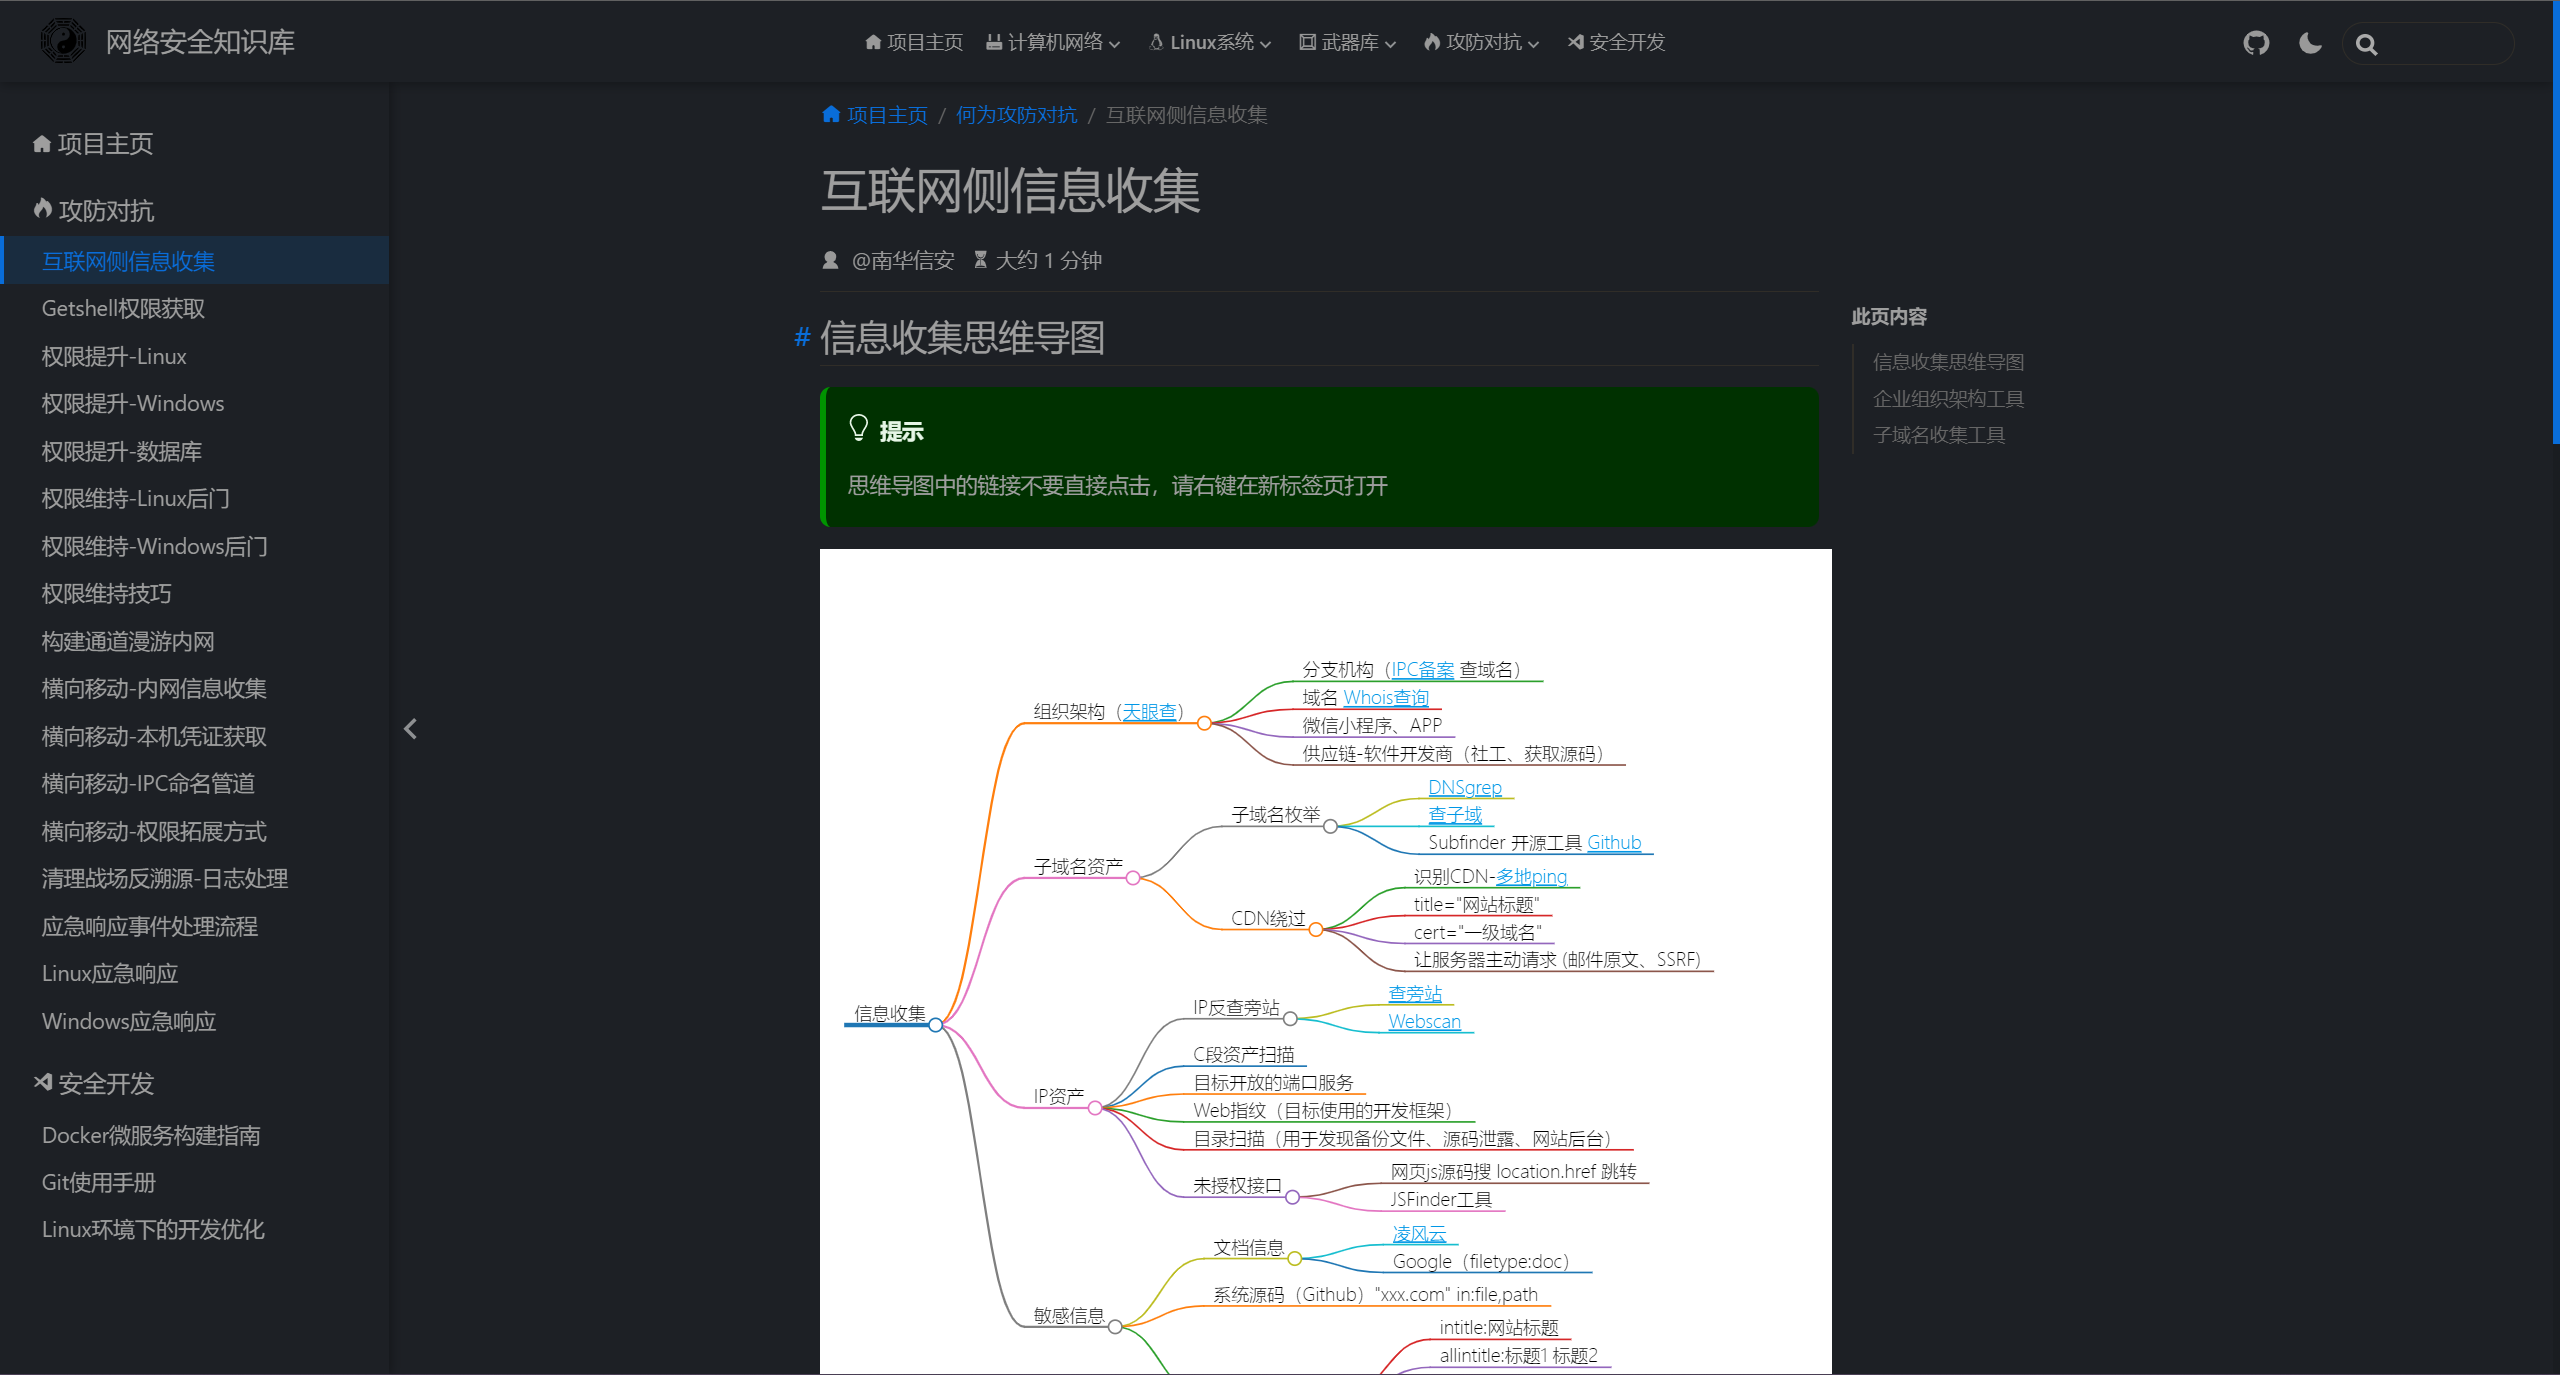 网络安全知识库
项目主页 计算机网络 Linux系统 武器库 攻防对抗 安全开发
项目主页
攻防对抗
互联网侧信息收集
Getshell权限获取
权限提升-Linux
权限提升-Windows
权限提升-数据库
权限维持-Linux后门
权限维持-Windows后门
权限维持技巧
构建通道漫游内网
横向移动-内网信息收集
横向移动-本机凭证获取
横向移动-IPC命名管道
横向移动-权限拓展方式
清理战场反溯源-日志处理
应急响应事件处理流程
Linux应急响应
Windows应急响应
安全开发
Docker微服务构建指南
Git使用手册
Linux环境下的开发优化
项目主页 / 何为攻防对抗 / 互联网侧信息收集
互联网侧信息收集
@南华信安 大约 1 分钟
# 信息收集思维导图
提示
思维导图中的链接不要直接点击，请右键在新标签页打开
信息收集
组织架构（天眼查）
分支机构（IPC备案 查域名）
域名 Whois查询
微信小程序、APP
供应链-软件开发商（社工、获取源码）
子域名资产
子域名枚举
DNSgrep
查子域
Subfinder 开源工具 Github
CDN绕过
识别CDN-多地ping
title="网站标题"
cert="一级域名"
让服务器主动请求 (邮件原文、SSRF)
IP资产
IP反查旁站
查旁站
Webscan
C段资产扫描
目标开放的端口服务
Web指纹（目标使用的开发框架）
目录扫描（用于发现备份文件、源码泄露、网站后台）
未授权接口
网页js源码搜 location.href 跳转
JSFinder工具
敏感信息
文档信息
凌风云
Google（filetype:doc）
系统源码（Github）"xxx.com" in:file,path
intitle:网站标题
allintitle:标题1 标题2
此页内容
信息收集思维导图
企业组织架构工具
子域名收集工具